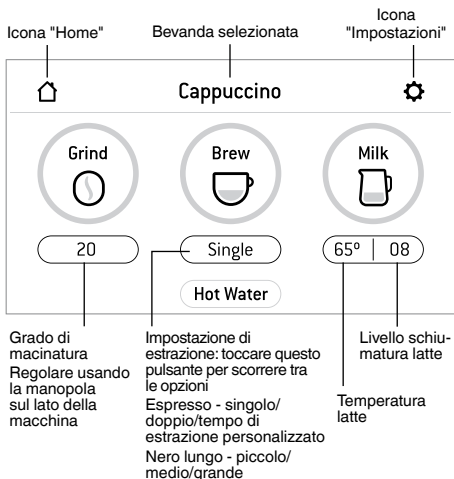 Icona "Home"
Bevanda selezionata
Icona
"Impostazioni"
Cappuccino
Grind
Brew
Milk
20
Single
65º | 08
Hot Water
Grado di
macinatura
Regolare usando
la manopola
sul lato della
macchina
Impostazione di
estrazione: toccare questo
pulsante per scorrere tra
le opzioni
Espresso - singolo/
doppio/tempo di
estrazione personalizzato
Nero lungo - piccolo/
medio/grande
Temperatura
latte
Livello schiu-
matura latte